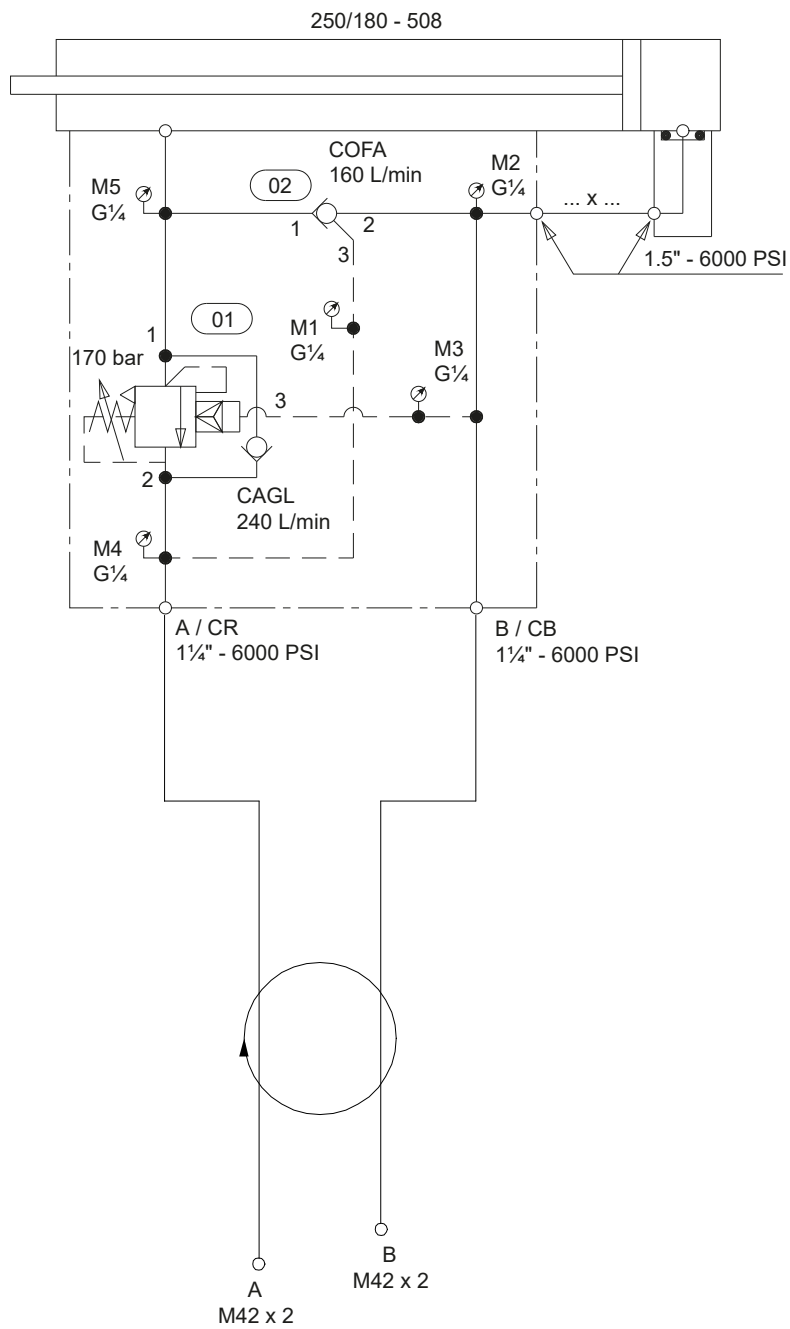 250/180 - 508
COFA
160 L/min
M2
G¼
M5
G¼
02
... x ...
1
2
3
1.5" - 6000 PSI
01
M1
G¼
1
170 bar
M3
G¼
3
2
CAGL
240 L/min
M4
G¼
A / CR
1¼" - 6000 PSI
B / CB
1¼" - 6000 PSI
B
M42 x 2
A
M42 x 2